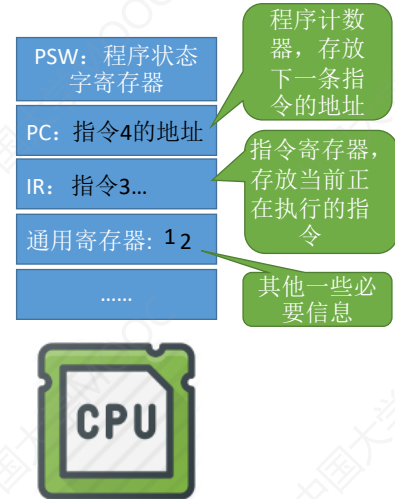 程序计数
器，存放
下一条指
令的地址
PSW：程序状态
字寄存器
PC：指令4的地址
指令寄存器，
存放当前正
在执行的指
令
IR：指令3...
通用寄存器: 1 2
其他一些必
要信息
......
CPU